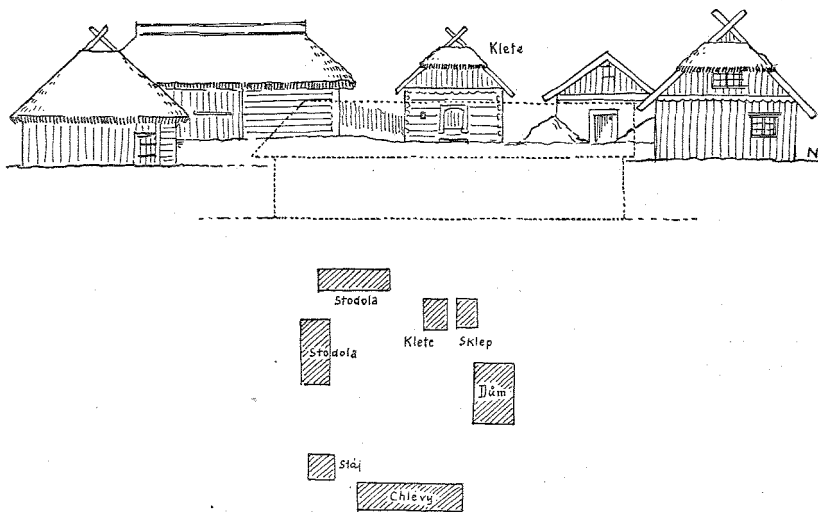 Klete
N
Stodola
Klete
Sklep
Stodola
Dům
Stáj
Chlévy